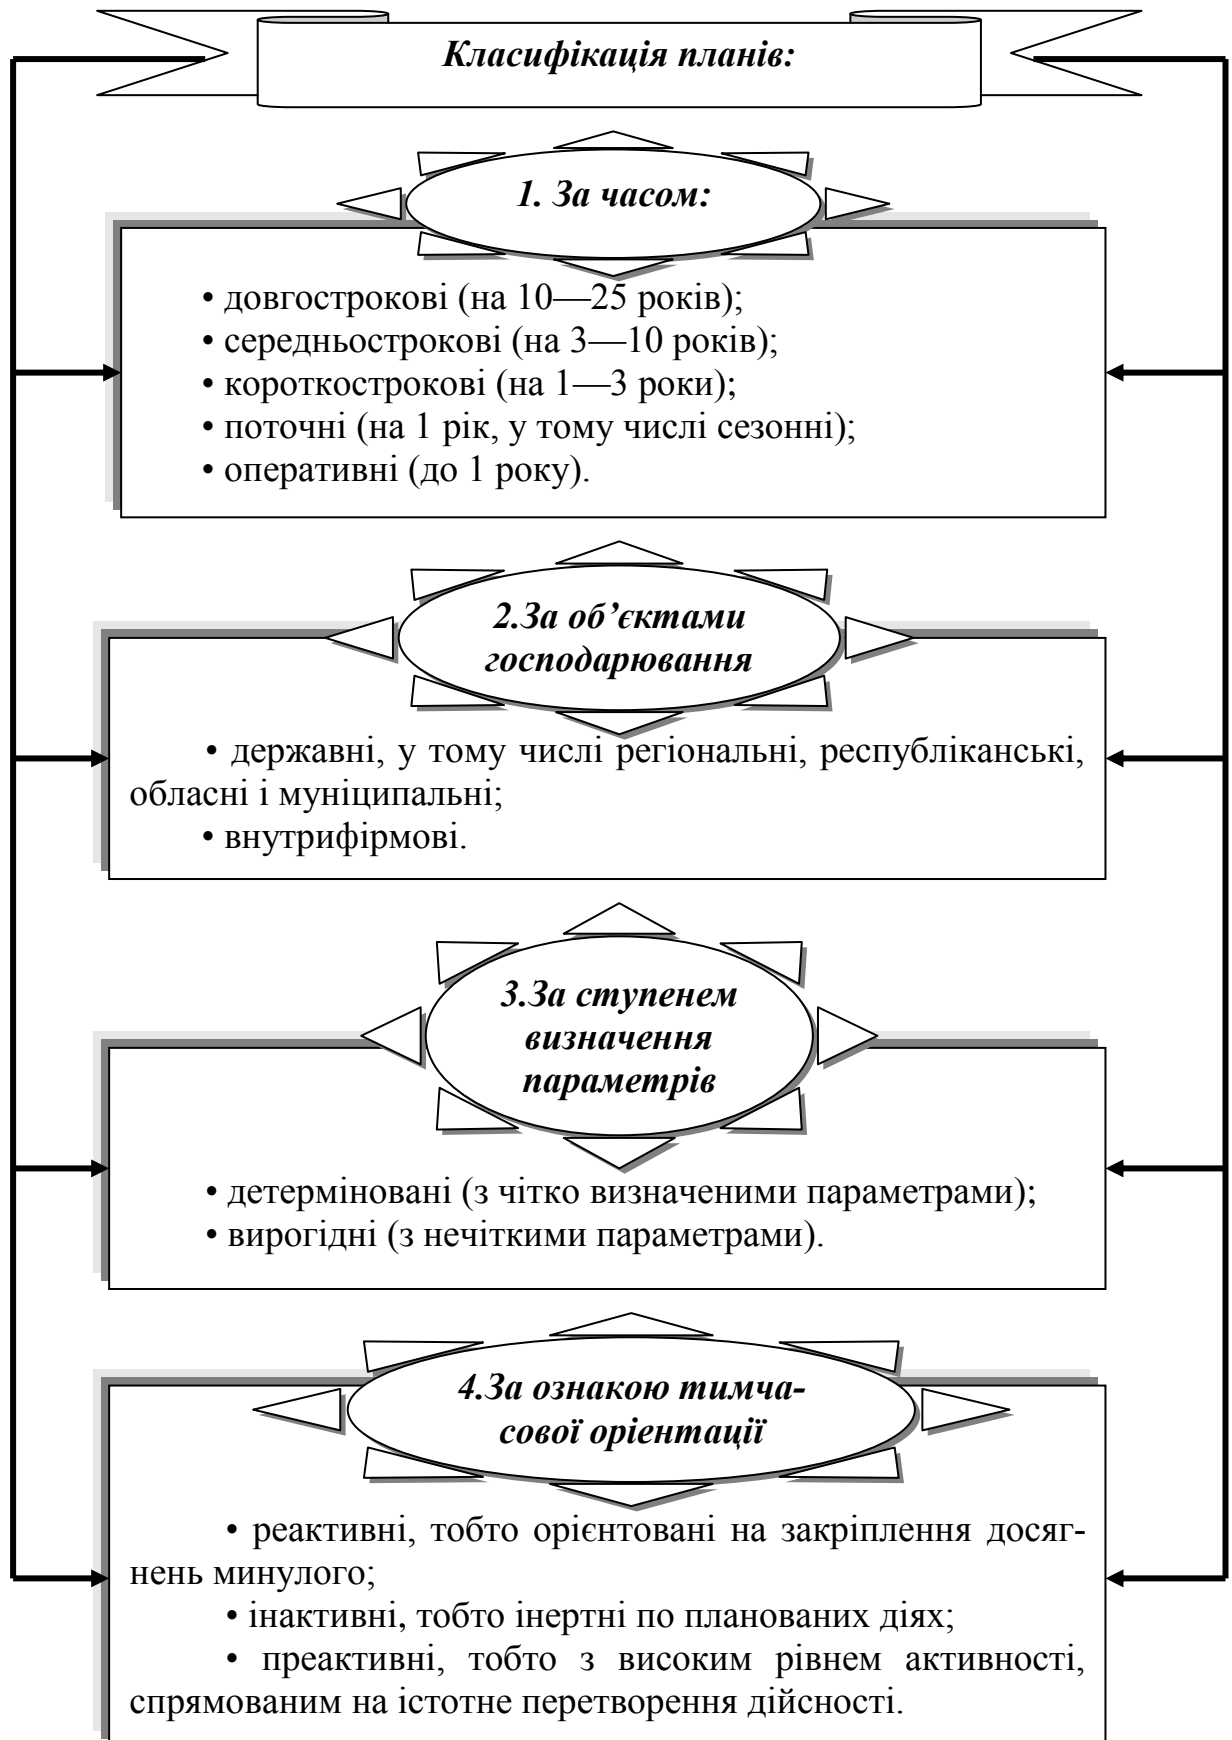 Класифікація планів:
1. За часом:
• довгострокові (на 10—25 років);
• середньострокові (на 3—10 років);
• короткострокові (на 1—3 роки);
• поточні (на 1 рік, у тому числі сезонні);
• оперативні (до 1 року).
2.За об’єктами
господарювання
• державні, у тому числі регіональні, республіканські,
обласні і муніципальні;
• внутрифірмові.
3.За ступенем
визначення
параметрів
• детерміновані (з чітко визначеними параметрами);
• вирогідні (з нечіткими параметрами).
4.За ознакою тимча-
сової оріентації
• реактивні, тобто орієнтовані на закріплення досяг-
нень минулого;
• інактивні, тобто інертні по планованих діях;
• преактивні, тобто з високим рівнем активності,
спрямованим на істотне перетворення дійсності.